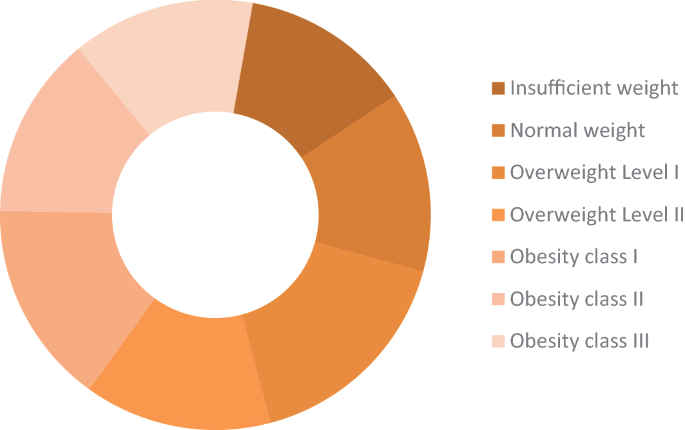 Insufficient weight
Normal weight
Overweight Level I
Overweight Level II
Obesity class I
Obesity class II
Obesity class III